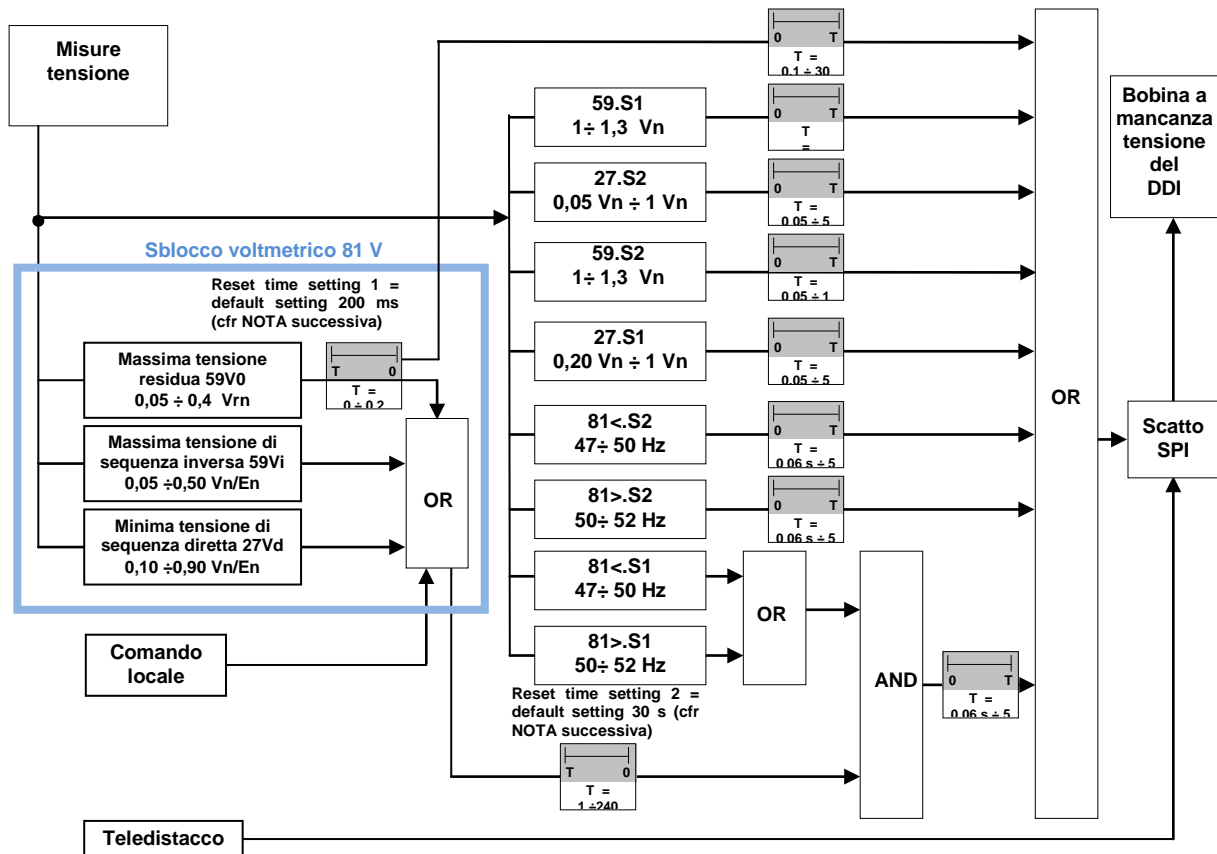 Misure
tensione
0 T
T =
0,1 ÷ 30
59.S1
1÷ 1,3 Vn
0 T
T
=
27.S2
0,05 Vn ÷ 1 Vn
0 T
T =
0,05 ÷ 5
59.S2
1÷ 1,3 Vn
0 T
T =
0,05 ÷ 1
27.S1
0,20 Vn ÷ 1 Vn
0 T
T =
0,05 ÷ 5
81<.S2
47÷ 50 Hz
0 T
T =
0,06 s ÷ 5
81>.S2
50÷ 52 Hz
0 T
T =
0,06 s ÷ 5
81<.S1
47÷ 50 Hz
81>.S1
50÷ 52 Hz
OR
AND
0 T
T =
0,06 s ÷ 5
OR
Bobina a
mancanza
tensione
del
DDI
Scatto
SPI
Sblocco voltmetrico 81 V
Reset time setting 1 =
default setting 200 ms
(cfr NOTA successiva)
Massima tensione
residua 59V0
0,05 ÷ 0,4 Vrn
T 0
T =
0 ÷ 0,2
Massima tensione di
sequenza inversa 59Vi
0,05 ÷0,50 Vn/En
Minima tensione di
sequenza diretta 27Vd
0,10 ÷0,90 Vn/En
OR
Comando
locale
Reset time setting 2 =
default setting 30 s (cfr
NOTA successiva)
T 0
T =
1 ÷240
Teledistacco